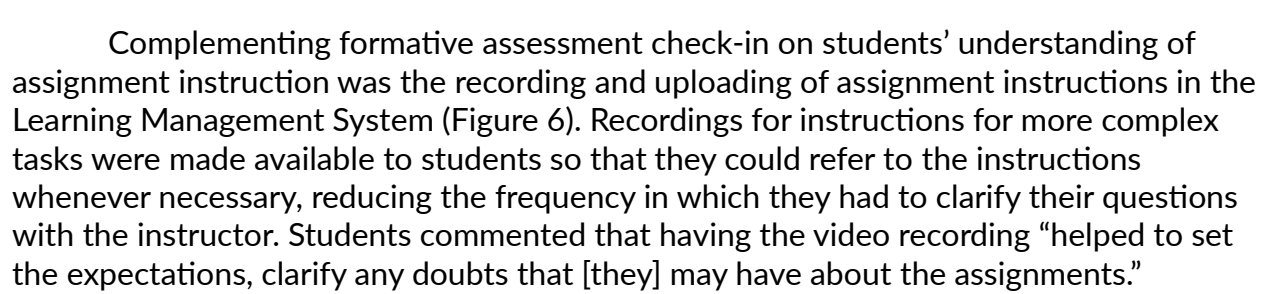 Complementing formative assessment check-in on students’ understanding of
assignment instruction was the recording and uploading of assignment instructions in the
Learning Management System (Figure 6). Recordings for instructions for more complex
tasks were made available to students so that they could refer to the instructions
whenever necessary, reducing the frequency in which they had to clarify their questions
with the instructor. Students commented that having the video recording “helped to set
the expectations, clarify any doubts that [they] may have about the assignments.”